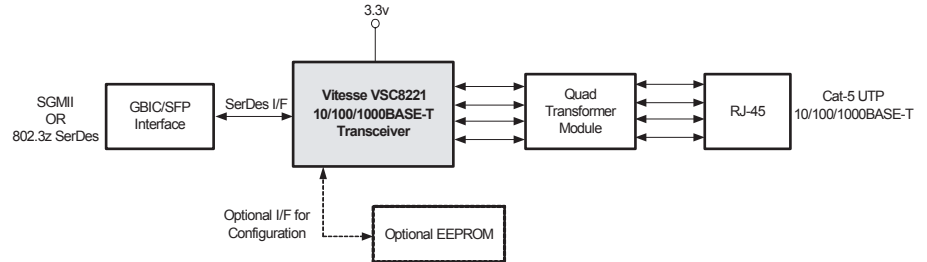 3.3v
SGMII
OR
802.3z SerDes
GBIC/SFP
Interface
SerDes I/F
Vitesse VSC8221
10/100/1000BASE-T
Transceiver
Quad
Transformer
Module
RJ-45
Cat-5 UTP
10/100/1000BASE-T
Optional I/F for
Configuration
Optional EEPROM